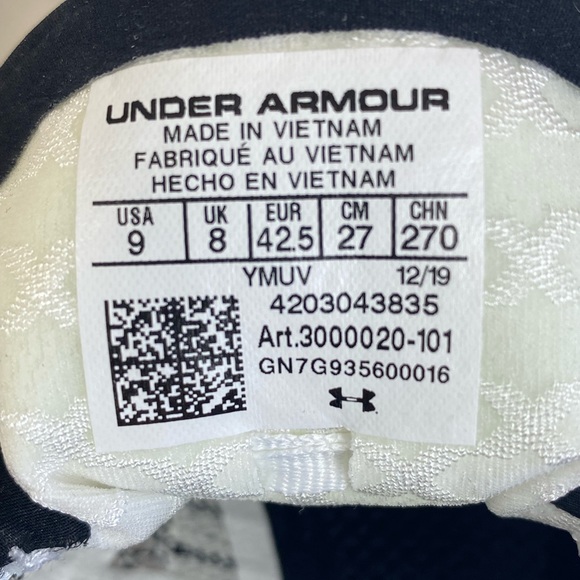 UNDER ARMOUR
MADE IN VIETNAM
FABRIQUÉ AU VIETNAM
HECHO EN VIETNAM
USA UK EUR CM CHN
9 8 42.5 27 270
YMUV 12/19
4203043835
Art.3000020-101
GN7G935600016